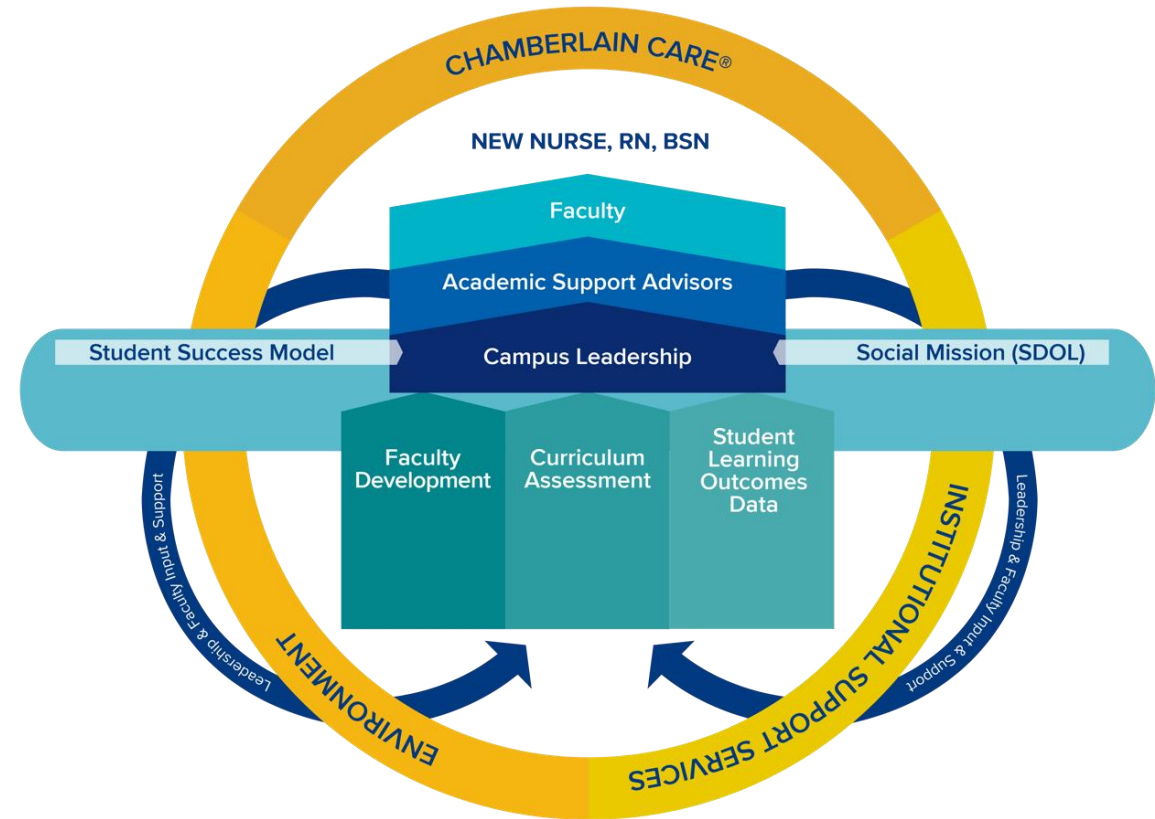 CHAMBERLAIN CARE®
NEW NURSE, RN, BSN
Faculty
Academic Support Advisors
Student Success Model
Campus Leadership
Social Mission (SDOL)
Faculty
Development
Curriculum
Assessment
Student
Learning
Outcomes
Data
Leadership & Faculty Input & Support
Leadership & Faculty Input & Support
ENVIRONMENT
INSTITUTIONAL SUPPORT SERVICES